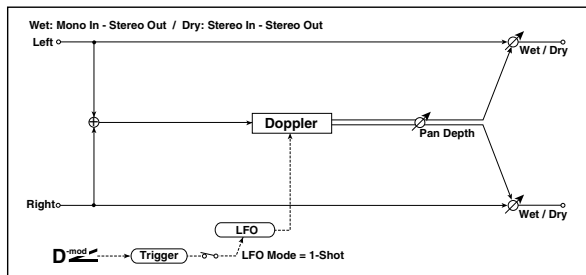 Wet: Mono In - Stereo Out / Dry: Stereo In - Stereo Out
Left
Wet / Dry
Doppler
Pan Depth
Right
Wet / Dry
LFO
D-mod
Trigger
LFO Mode = 1-Shot